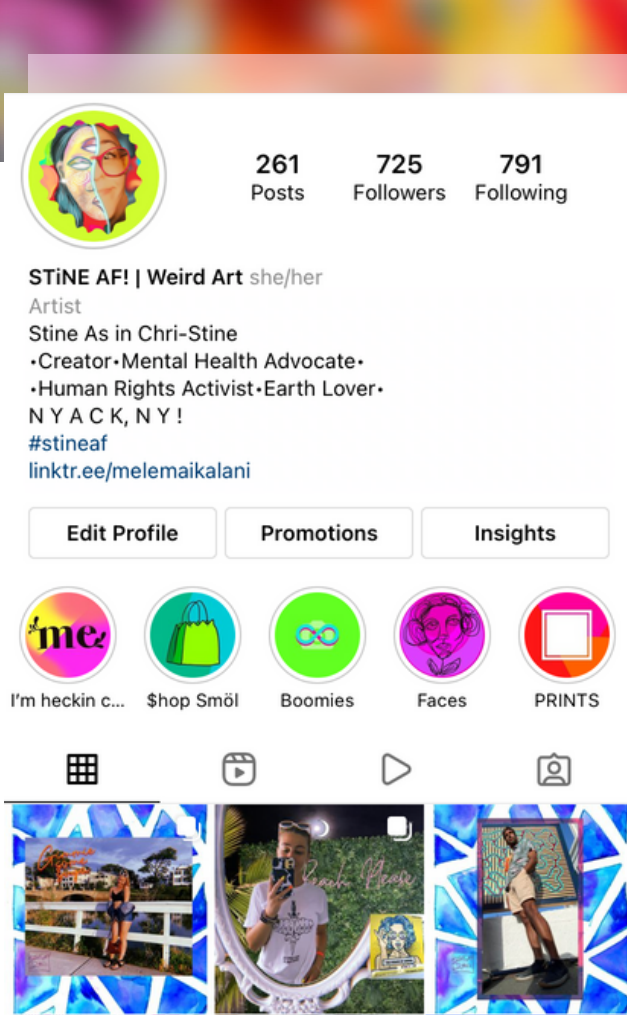 261
Posts
725
Followers
791
Following
STiNE AF! | Weird Art she/her
Artist
Stine As in Chri-Stine
•Creator•Mental Health Advocate•
•Human Rights Activist•Earth Lover•
N Y A C K, N Y !
#stineaf
linktr.ee/melemaikalani
Edit Profile
Promotions
Insights
me
I'm heckin c...
$hop Smöl
Boomies
Faces
PRINTS
Beach Please